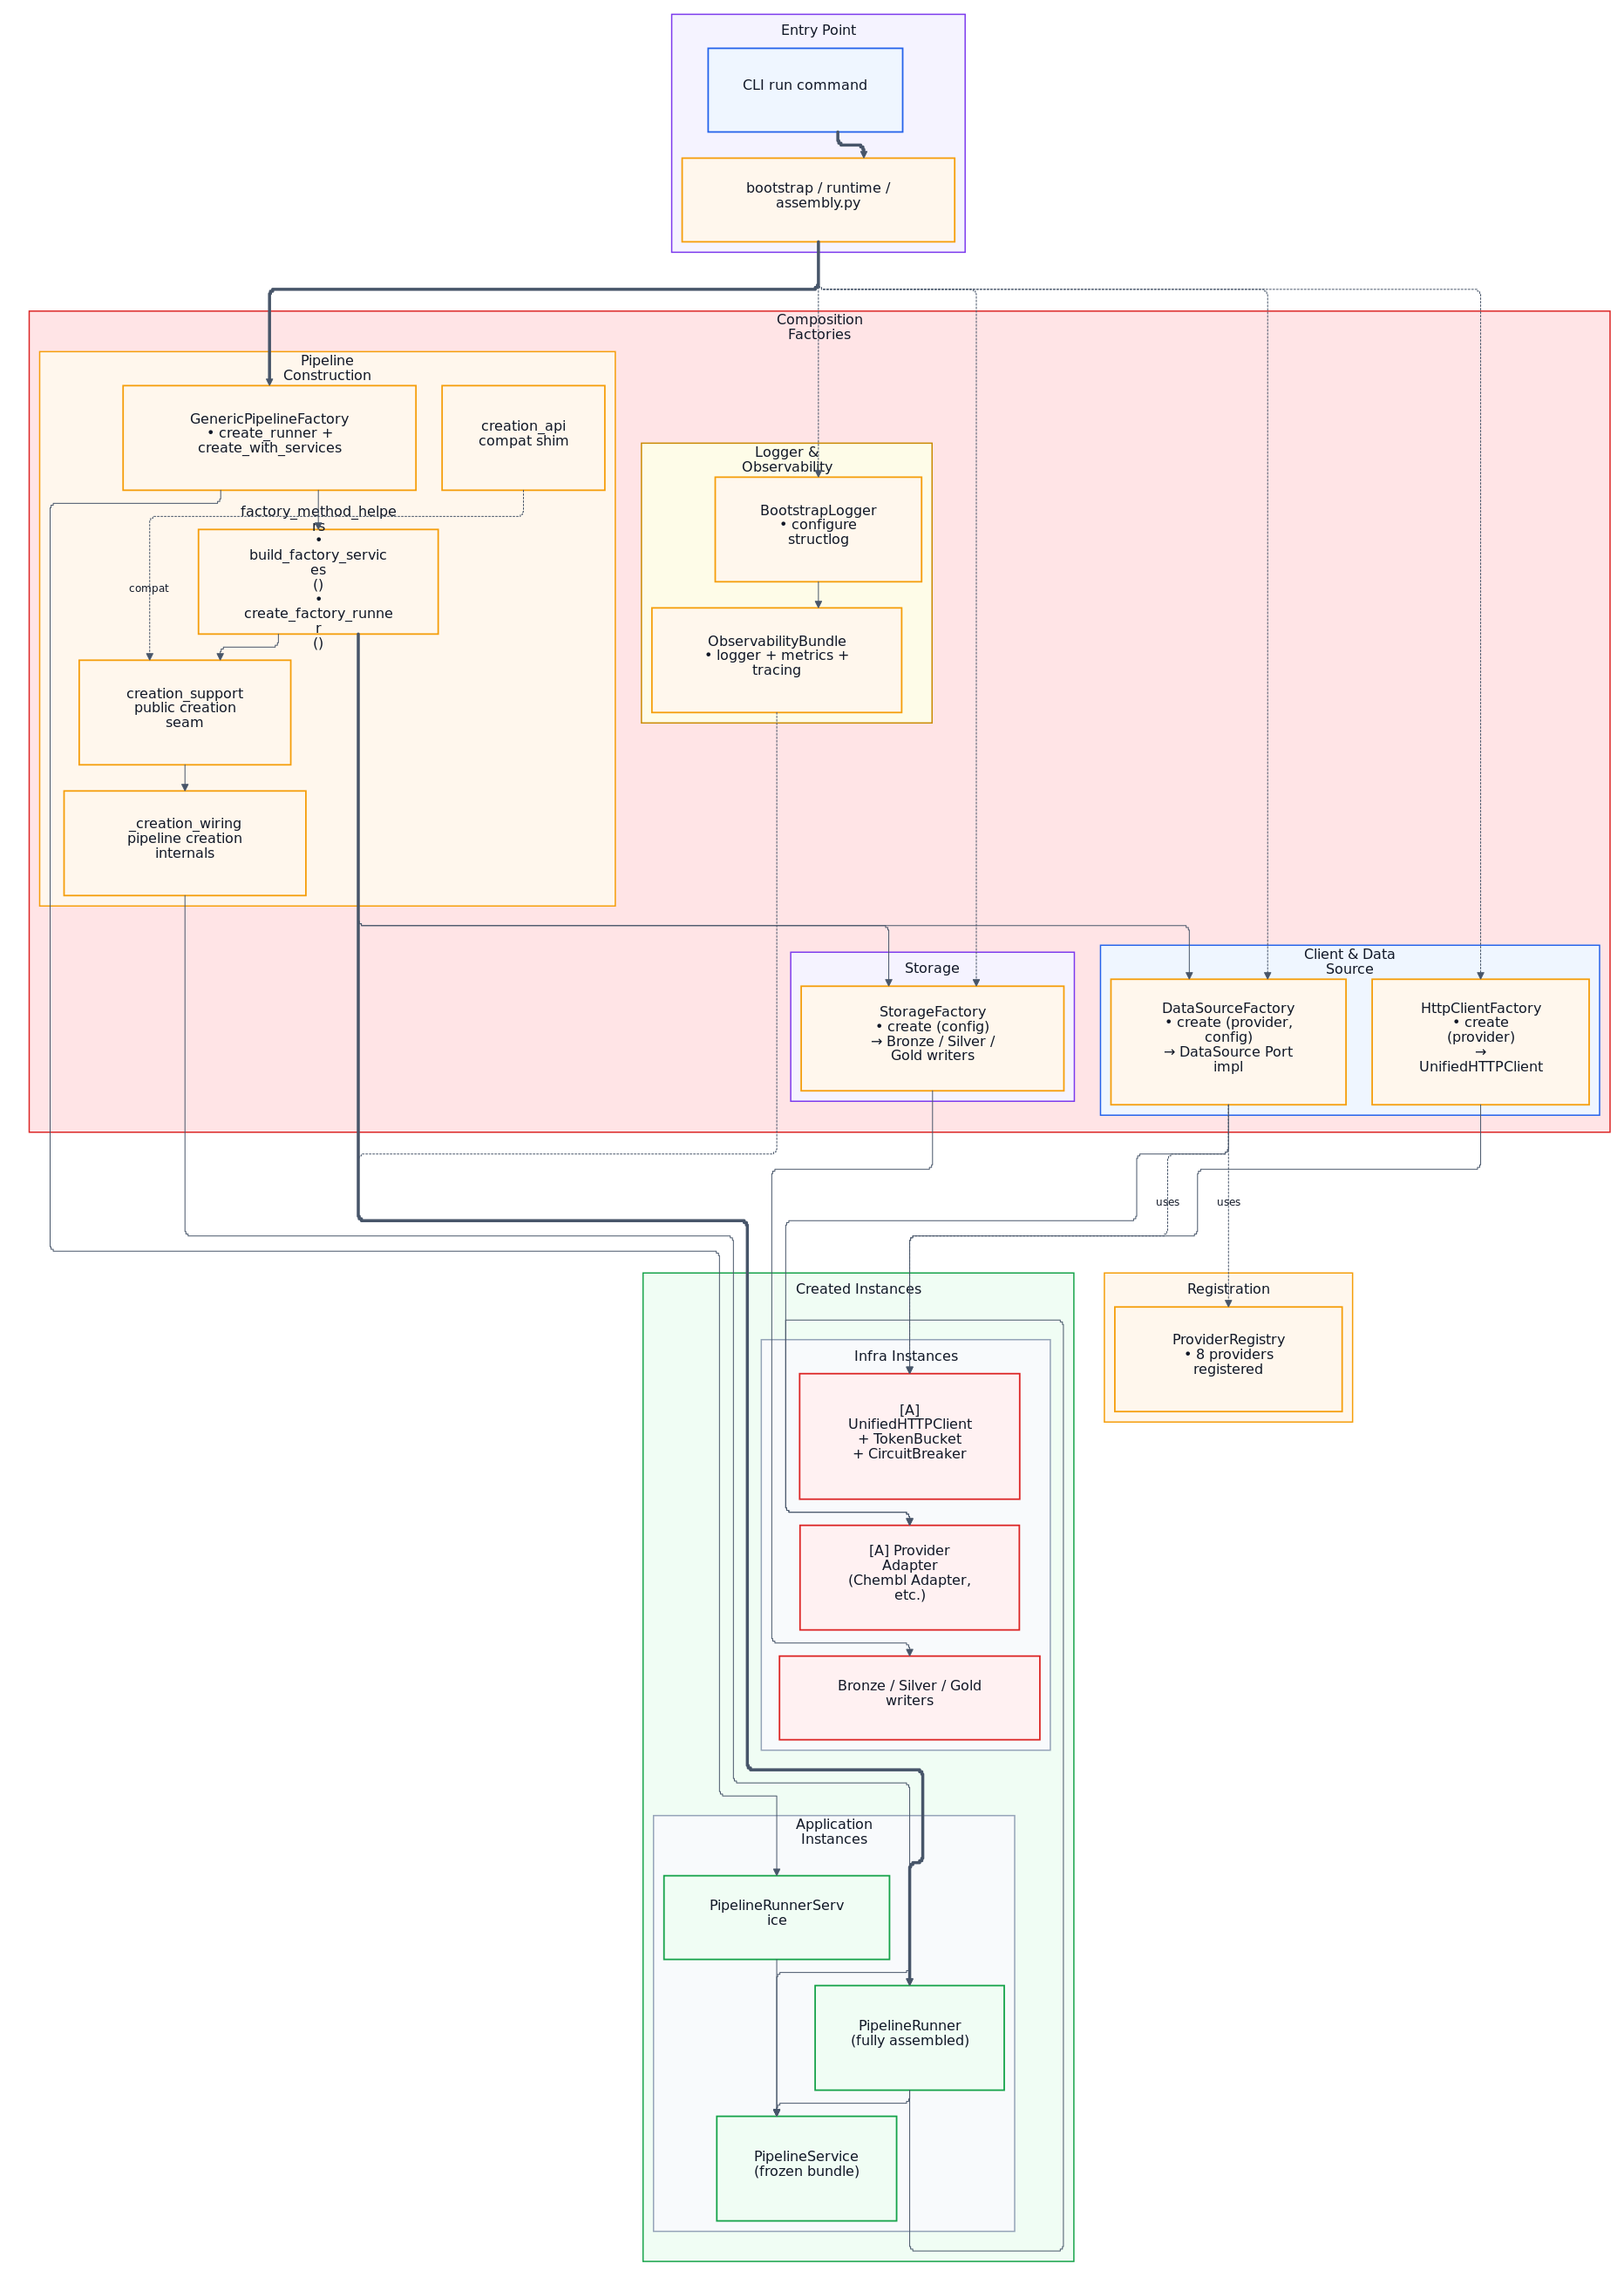 Entry Point
CLI run command
bootstrap / runtime /
assembly.py
Composition
Factories
Pipeline
Construction
GenericPipelineFactory
• create_runner +
create_with_services
creation_api
compat shim
factory_method_helpe
rs
•
build_factory_servic
es
()
•
create_factory_runne
r
()
compat
creation_support
public creation
seam
_creation_wiring
pipeline creation
internals
Logger &
Observability
BootstrapLogger
• configure
structlog
ObservabilityBundle
• logger + metrics +
tracing
Storage
StorageFactory
• create (config)
→ Bronze / Silver /
Gold writers
Client & Data
Source
DataSourceFactory
• create (provider,
config)
→ DataSource Port
impl
HttpClientFactory
• create
(provider)
→
UnifiedHTTPClient
uses
uses
Created Instances
Infra Instances
[A]
UnifiedHTTPClient
+ TokenBucket
+ CircuitBreaker
[A] Provider
Adapter
(Chembl Adapter,
etc.)
Bronze / Silver / Gold
writers
Registration
ProviderRegistry
• 8 providers
registered
Application
Instances
PipelineRunnerServ
ice
PipelineRunner
(fully assembled)
PipelineService
(frozen bundle)